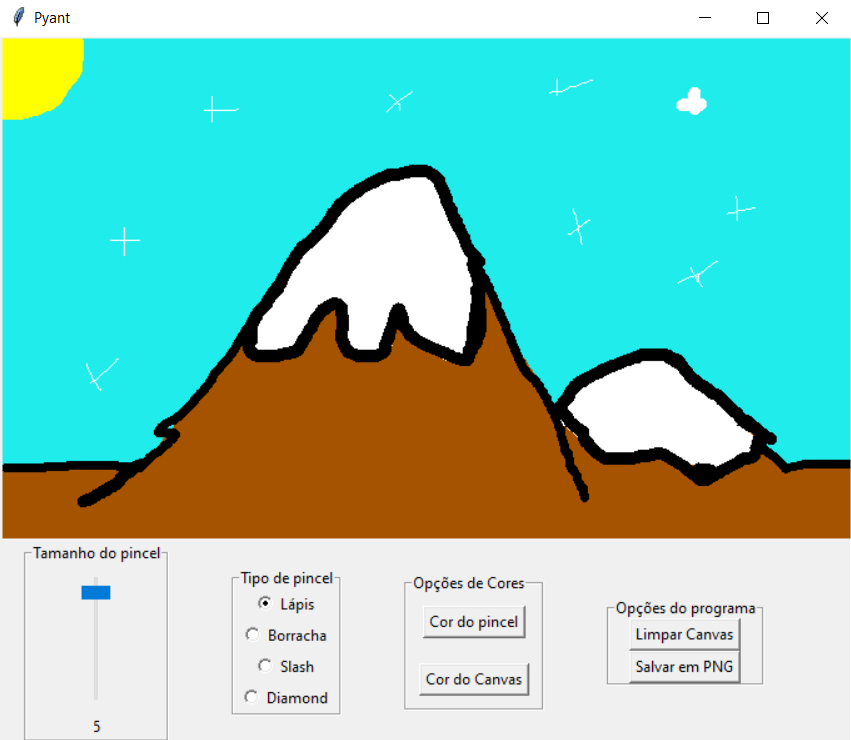 Pyant
Tamanho do pincel
5
Tipo de pincel
Lápis
Borracha
Slash
Diamond
Opções de Cores
Cor do pincel
Cor do Canvas
Opções do programa
Limpar Canvas
Salvar em PNG